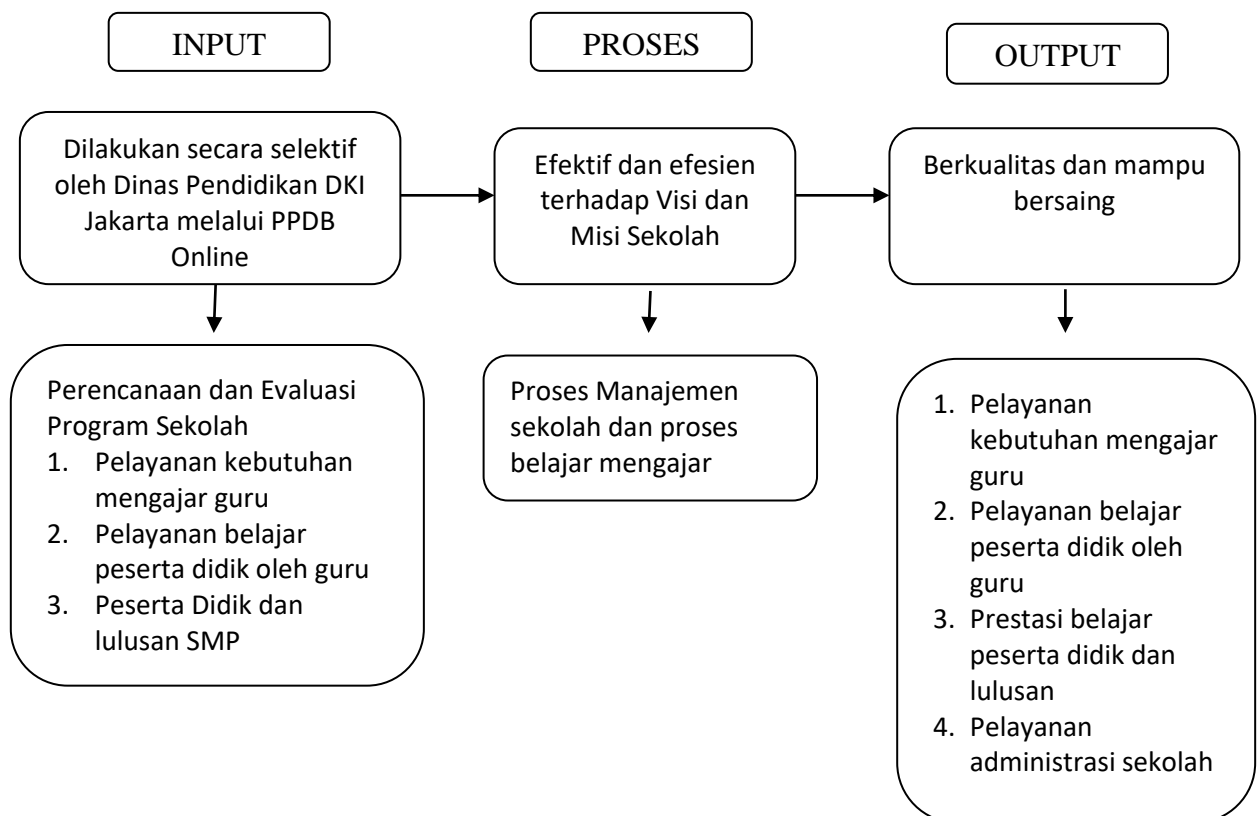 INPUT
PROSES
OUTPUT
Dilakukan secara selektif
oleh Dinas Pendidikan DKI
Jakarta melalui PPDB
Online
Efektif dan efesien
terhadap Visi dan
Misi Sekolah
Berkualitas dan mampu
bersaing
Perencanaan dan Evaluasi
Program Sekolah
1. Pelayanan kebutuhan
mengajar guru
2. Pelayanan belajar
peserta didik oleh guru
3. Peserta Didik dan
lulusan SMP
Proses Manajemen
sekolah dan proses
belajar mengajar
1. Pelayanan
kebutuhan mengajar
guru
2. Pelayanan belajar
peserta didik oleh
guru
3. Prestasi belajar
peserta didik dan
lulusan
4. Pelayanan
administrasi sekolah